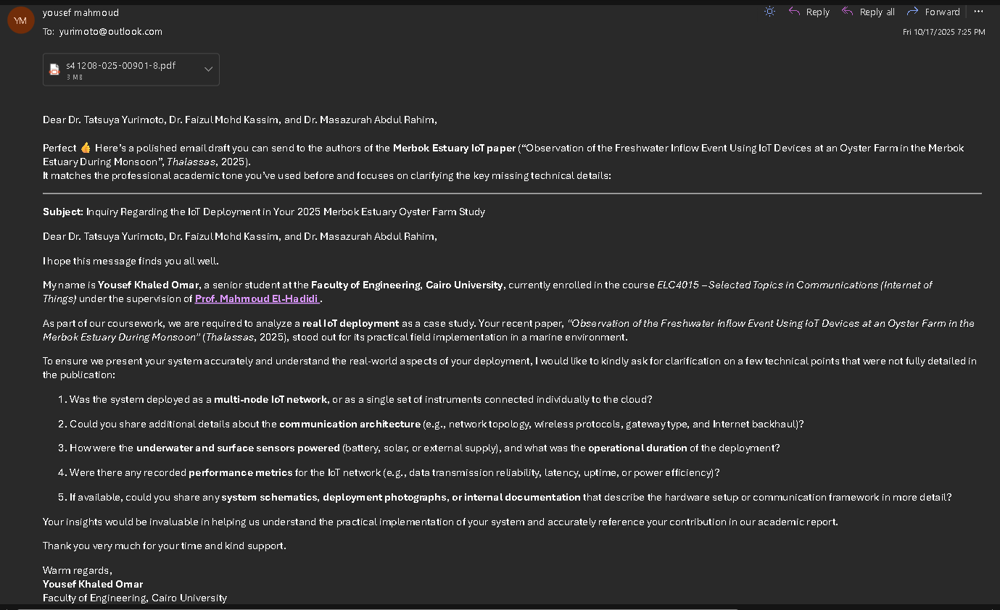 YM
yousef mahmoud
Reply
Reply all
Forward
To: yurimoto@outlook.com
Fri 10/17/2025 7:25 PM
s41208-025-00901-8.pdf
3 MB
Dear Dr. Tatsuya Yurimoto, Dr. Faizul Mohd Kassim, and Dr. Masazurah Abdul Rahim,
Perfect 👍 Here's a polished email draft you can send to the authors of the Merbok Estuary IoT paper (“Observation of the Freshwater Inflow Event Using IoT Devices at an Oyster Farm in the Merbok
Estuary During Monsoon”, Thalassas, 2025).
It matches the professional academic tone you've used before and focuses on clarifying the key missing technical details:
Subject: Inquiry Regarding the IoT Deployment in Your 2025 Merbok Estuary Oyster Farm Study
Dear Dr. Tatsuya Yurimoto, Dr. Faizul Mohd Kassim, and Dr. Masazurah Abdul Rahim,
I hope this message finds you all well.
My name is Yousef Khaled Omar, a senior student at the Faculty of Engineering, Cairo University, currently enrolled in the course ELC4015 – Selected Topics in Communications (Internet of
Things) under the supervision of Prof. Mahmoud El-Hadidi .
As part of our coursework, we are required to analyze a real IoT deployment as a case study. Your recent paper, “Observation of the Freshwater Inflow Event Using IoT Devices at an Oyster Farm in the
Merbok Estuary During Monsoon” (Thalassas, 2025), stood out for its practical field implementation in a marine environment.
To ensure we present your system accurately and understand the real-world aspects of your deployment, I would like to kindly ask for clarification on a few technical points that were not fully detailed in
the publication:
1. Was the system deployed as a multi-node IoT network, or as a single set of instruments connected individually to the cloud?
2. Could you share additional details about the communication architecture (e.g., network topology, wireless protocols, gateway type, and Internet backhaul)?
3. How were the underwater and surface sensors powered (battery, solar, or external supply), and what was the operational duration of the deployment?
4. Were there any recorded performance metrics for the IoT network (e.g., data transmission reliability, latency, uptime, or power efficiency)?
5. If available, could you share any system schematics, deployment photographs, or internal documentation that describe the hardware setup or communication framework in more detail?
Your insights would be invaluable in helping us understand the practical implementation of your system and accurately reference your contribution in our academic report.
Thank you very much for your time and kind support.
Warm regards,
Yousef Khaled Omar
Faculty of Engineering, Cairo University